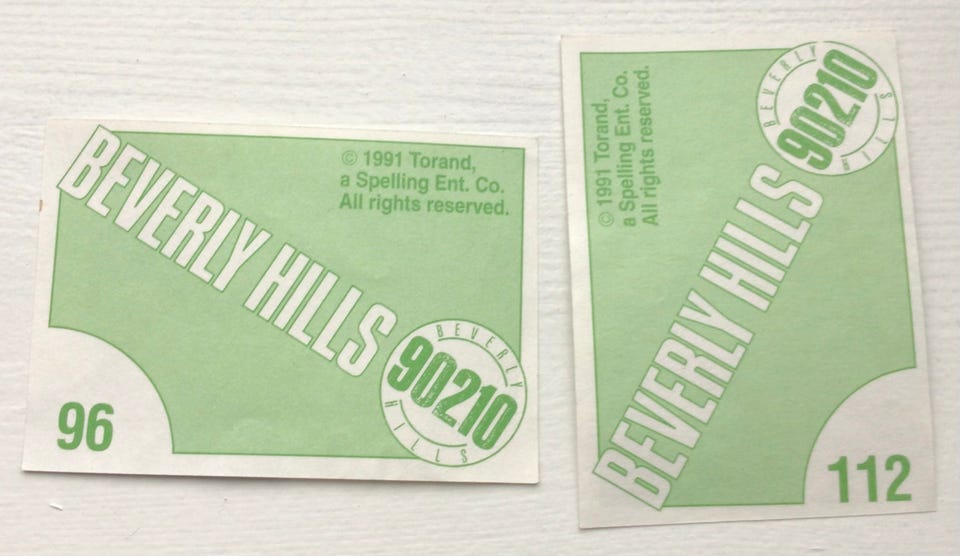 BEVERLY HILLS
© 1991 Torand,
a Spelling Ent. Co.
All rights reserved.
BEVERLY
90210
HILLS
96
© 1991 Torand,
a Spelling Ent. Co.
All rights reserved.
BEVERLY HILLS
BEVERLY
90210
HILLS
112